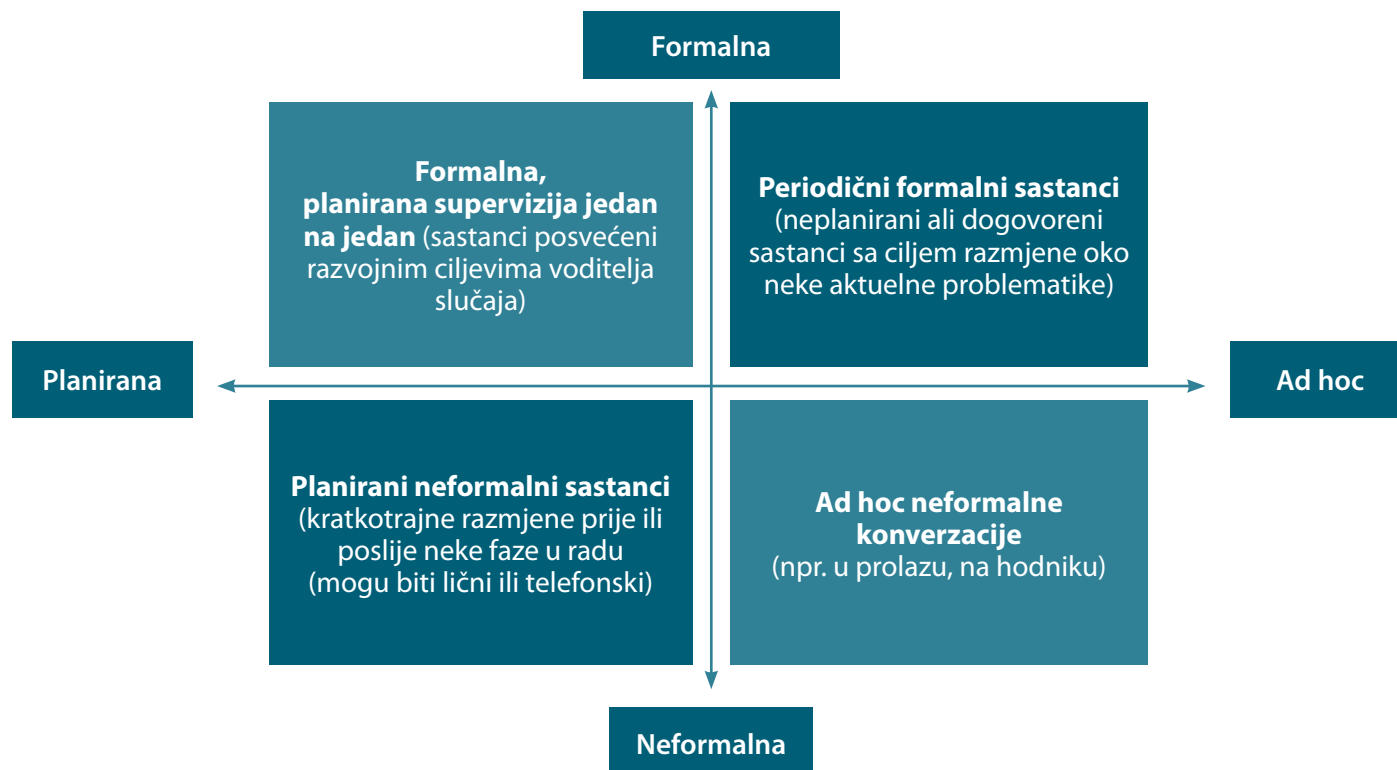 Formalna
Formalna,
planirana supervizija jedan
na jedan (sastanci posvećeni
razvojnim ciljevima voditelja
slučaja)
Periodični formalni sastanci
(neplanirani ali dogovoreni
sastanci sa ciljem razmjene oko
neke aktuelne problematike)
Planirana
Ad hoc
Planirani neformalni sastanci
(kratkotrajne razmjene prije ili
poslije neke faze u radu
(mogu biti lični ili telefonski)
Ad hoc neformalne
konverzacije
(npr. u prolazu, na hodniku)
Neformalna